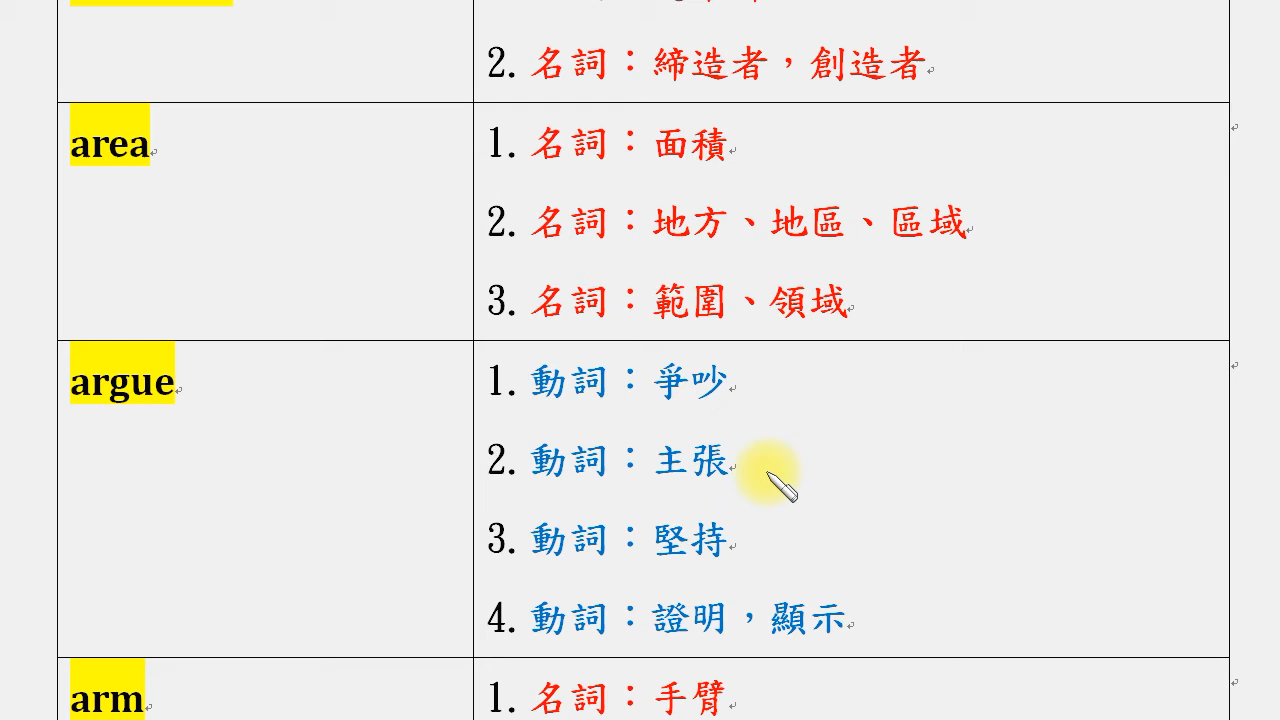 2. 名詞：締造者，創造者
area
1. 名詞：面積
2. 名詞：地方、地區、區域
3. 名詞：範圍、領域
argue
1. 動詞：爭吵
2. 動詞：主張
3. 動詞：堅持
4. 動詞：證明，顯示
arm
1. 名詞：手臂